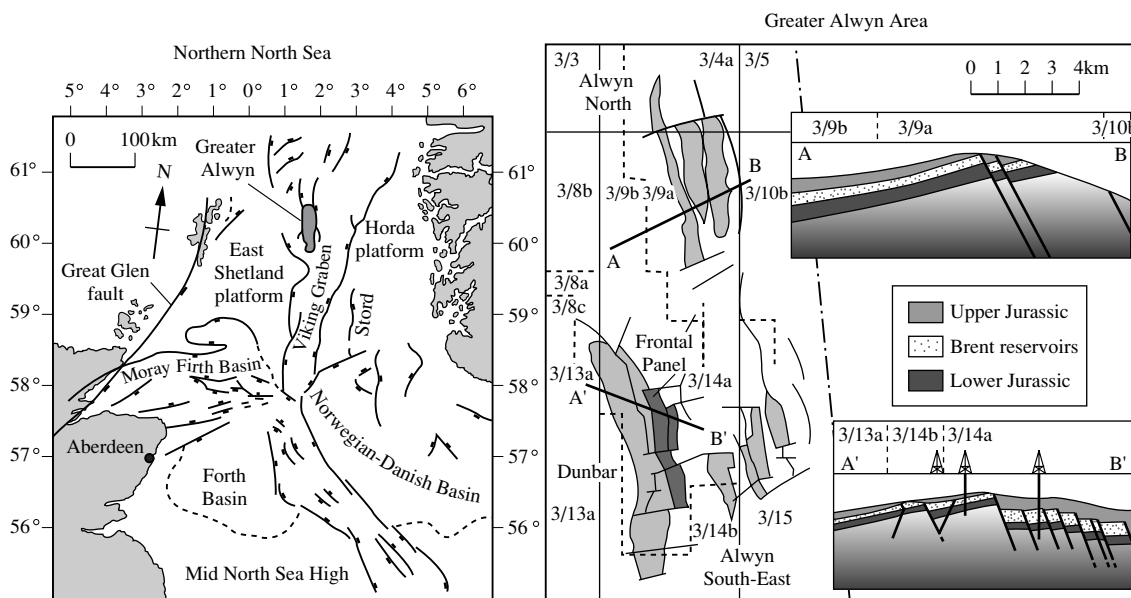 Northern North Sea
5° 4° 3° 2° 1° 0° 1° 2° 3° 4° 5° 6°
0 100km
N
Greater
Alwyn
61°
60°
59°
58°
57°
56°
61°
60°
59°
58°
57°
56°
Great Glen
fault
East
Shetland
platform
Horda
platform
Viking Graben
Stord
Moray Firth Basin
Aberdeen
Forth
Basin
Norwegian-Danish Basin
Mid North Sea High
Greater Alwyn Area
3/3
3/4a
3/5
0 1 2 3 4km
Alwyn
North
3/8b
3/9b
3/9a
3/10b
B
A
3/8a
3/8c
Frontal
Panel
3/13a
3/14a
A'
B'
Dunbar
3/13a
3/14b
3/15
Alwyn
South-East
3/9b
3/9a
3/10b
A
B
Upper Jurassic
Brent reservoirs
Lower Jurassic
3/13a
3/14b
3/14a
A'
B'